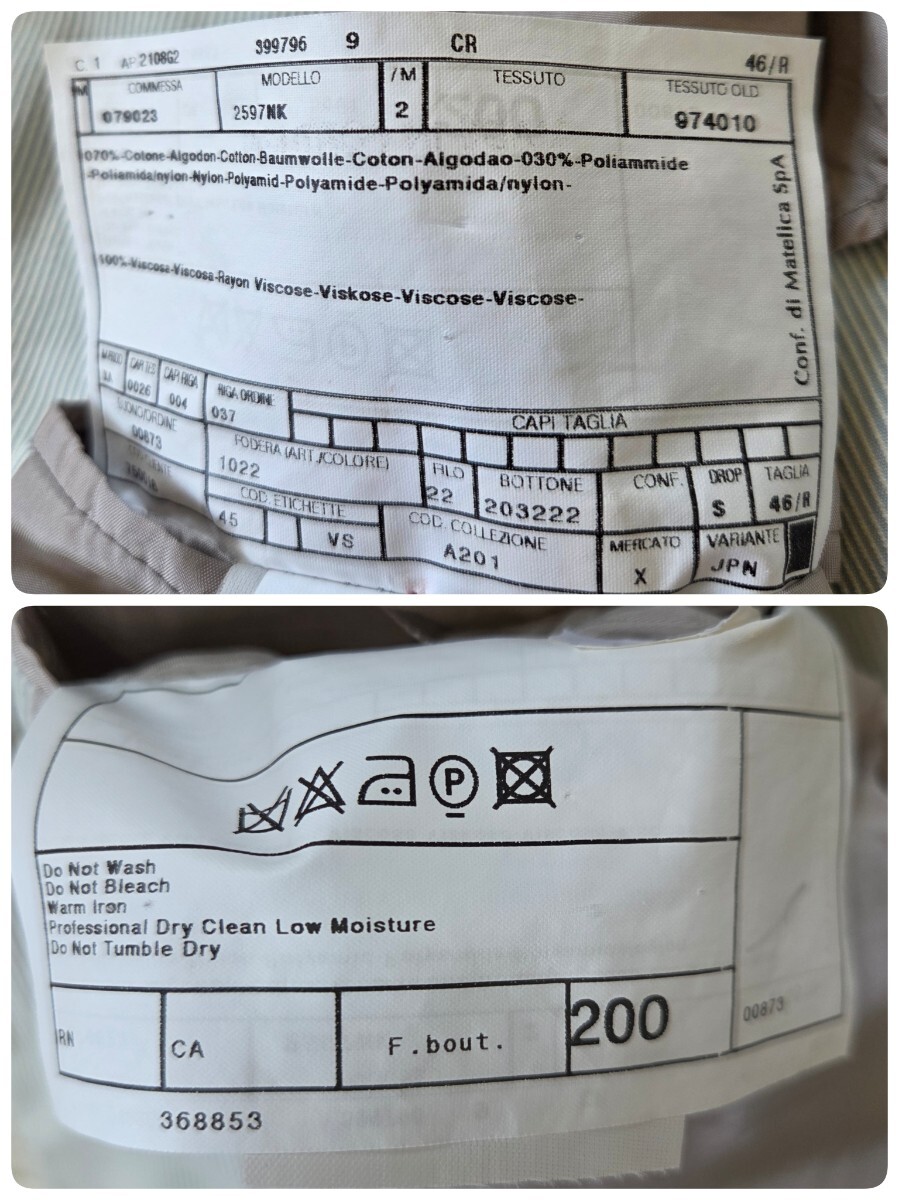 C. 1 AP.2108G2 399796 9 CR 46/R
COMMESSA MODELLO /M TESSUTO TESSUTO OLD
079023 2597NK 2 974010
070%-Cotone-Algodon-Cotton-Baumwolle-Coton-Algodao-030%-Poliammide
-Poliamida/nylon-Nylon-Polyamid-Polyamide-Polyamida/nylon-
100%-Viscosa-Viscosa-Rayon Viscose-Viskose-Viscose-Viscose-
Conf. di Matelica SpA
CAP RIGA RIGA ORDINE
0026 004 037
CAPI TAGLIA
00873
FODERA (ART./COLORE) FILO BOTTONE CONF. DROP TAGLIA
1022 22 203222 S 46/R
COD. ETICHETTE COD. COLLEZIONE MERCATO VARIANTE
45 VS A201 X JPN
P
Do Not Wash
Do Not Bleach
Warm Iron
Professional Dry Clean Low Moisture
Do Not Tumble Dry
RN CA F.bout. 200 00873
368853